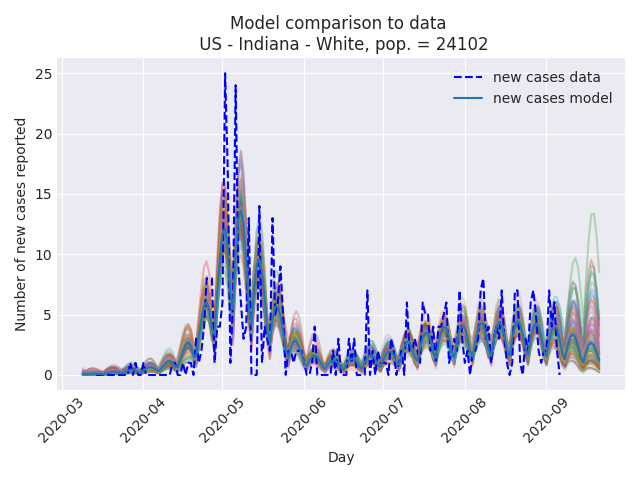 Model comparison to data
US - Indiana - White, pop. = 24102
new cases data
new cases model
Number of new cases reported
25
20
15
10
5
0
2020-03
2020-04
2020-05
2020-06
2020-07
2020-08
2020-09
Day